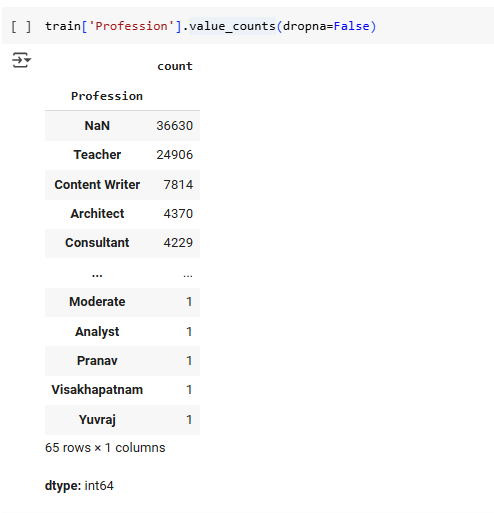 [ ] train['Profession'].value_counts(dropna=False)
count
Profession
NaN 36630
Teacher 24906
Content Writer 7814
Architect 4370
Consultant 4229
... ...
Moderate 1
Analyst 1
Pranav 1
Visakhapatnam 1
Yuvraj 1
65 rows × 1 columns
dtype: int64